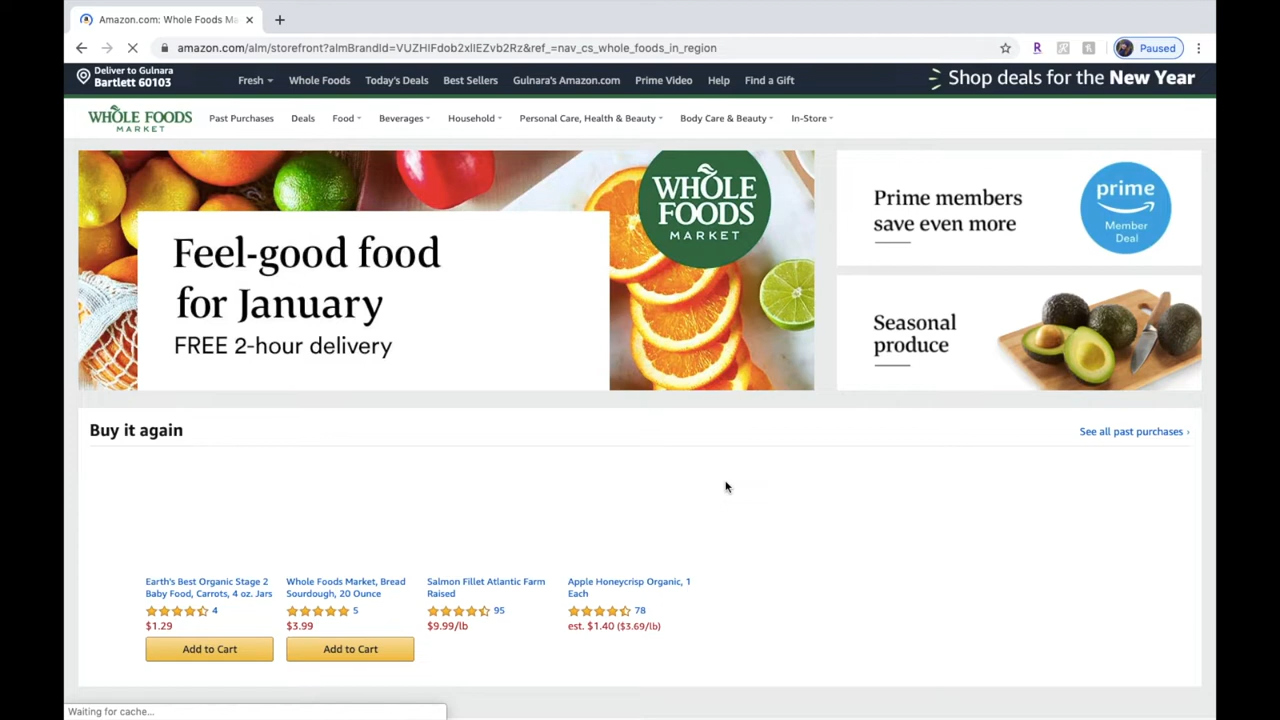 Amazon.com: Whole Foods Ma
amazon.com/alm/storefront?almBrandId=VUZHIFdob2xlIEZvb2Rz&ref_=nav_cs_whole_foods_in_region
R
Paused
Deliver to Gulnara
Bartlett 60103
Fresh
Whole Foods
Today's Deals
Best Sellers
Gulnara's Amazon.com
Prime Video
Help
Find a Gift
Shop deals for the New Year
WHOLE FOODS
MARKET
Past Purchases
Deals
Food
Beverages
Household
Personal Care, Health & Beauty
Body Care & Beauty
In-Store
Feel-good food
for January
FREE 2-hour delivery
WHOLE
FOODS
MARKET
Prime members
save even more
prime
Member
Deal
Seasonal
produce
Buy it again
See all past purchases ›
Earth's Best Organic Stage 2
Baby Food, Carrots, 4 oz. Jars
4
$1.29
Add to Cart
Whole Foods Market, Bread
Sourdough, 20 Ounce
5
$3.99
Add to Cart
Salmon Fillet Atlantic Farm
Raised
95
$9.99/lb
Apple Honeycrisp Organic, 1
Each
78
est. $1.40 ($3.69/lb)
Waiting for cache...